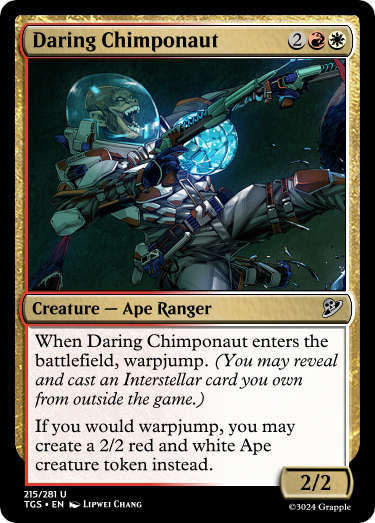 Daring Chimponaut 2
Creature — Ape Ranger
When Daring Chimponaut enters the
battlefield, warpjump. (You may reveal
and cast an Interstellar card you own
from outside the game.)
If you would warpjump, you may
create a 2/2 red and white Ape
creature token instead.
2/2
215/281 U
TGS • EN Lipwei Chang
©3024 Grapple